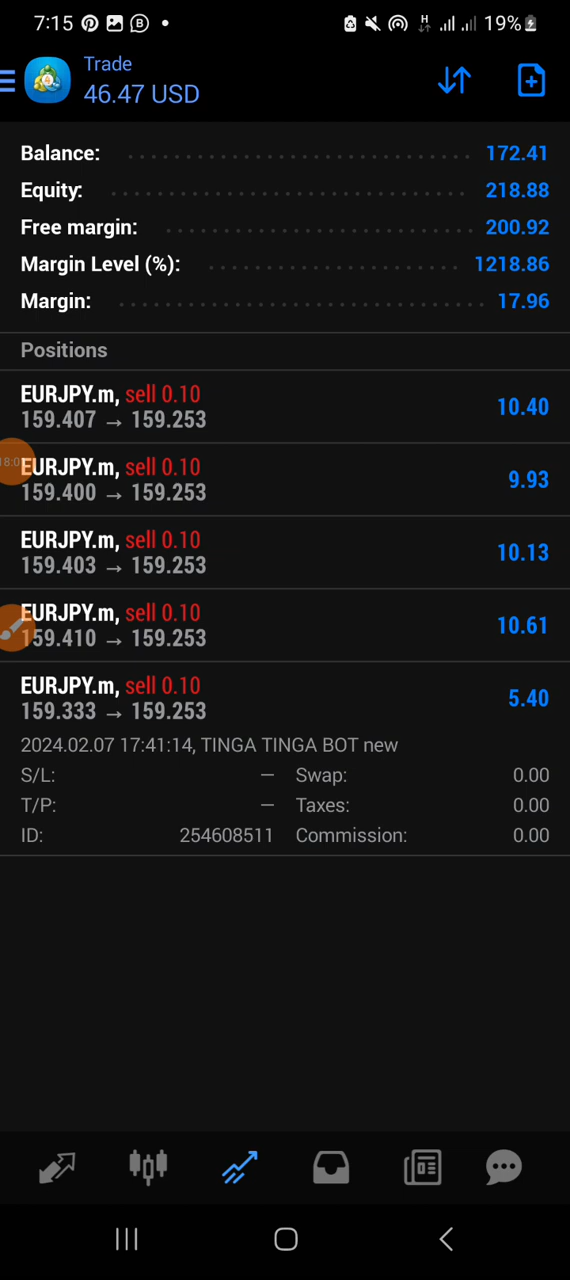 7:15 19%
Trade
46.47 USD
Balance: 172.41
Equity: 218.88
Free margin: 200.92
Margin Level (%): 1218.86
Margin: 17.96
Positions
EURJPY.m, sell 0.10
159.407 → 159.253 10.40
EURJPY.m, sell 0.10
159.400 → 159.253 9.93
EURJPY.m, sell 0.10
159.403 → 159.253 10.13
EURJPY.m, sell 0.10
159.410 → 159.253 10.61
EURJPY.m, sell 0.10
159.333 → 159.253 5.40
2024.02.07 17:41:14, TINGA TINGA BOT new
S/L: – Swap: 0.00
T/P: – Taxes: 0.00
ID: 254608511 Commission: 0.00